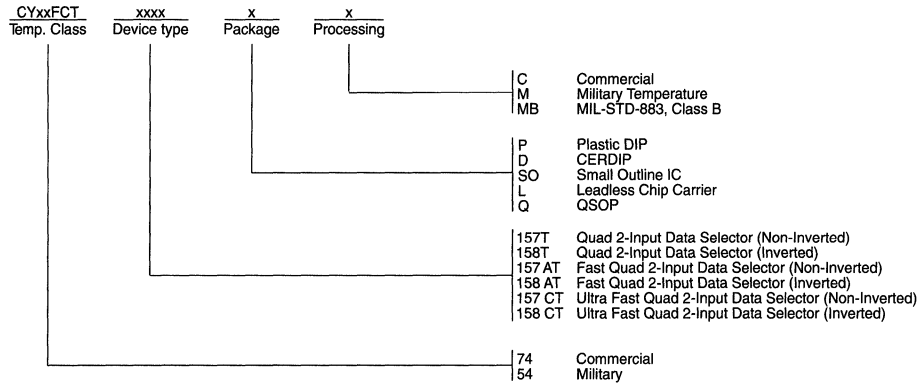 CYxxFCT xxxx x x
Temp. Class Device type Package Processing
C Commercial
M Military Temperature
MB MIL-STD-883, Class B
P Plastic DIP
D CERDIP
SO Small Outline IC
L Leadless Chip Carrier
Q QSOP
157T Quad 2-Input Data Selector (Non-Inverted)
158T Quad 2-Input Data Selector (Inverted)
157 AT Fast Quad 2-Input Data Selector (Non-Inverted)
158 AT Fast Quad 2-Input Data Selector (Inverted)
157 CT Ultra Fast Quad 2-Input Data Selector (Non-Inverted)
158 CT Ultra Fast Quad 2-Input Data Selector (Inverted)
74 Commercial
54 Military